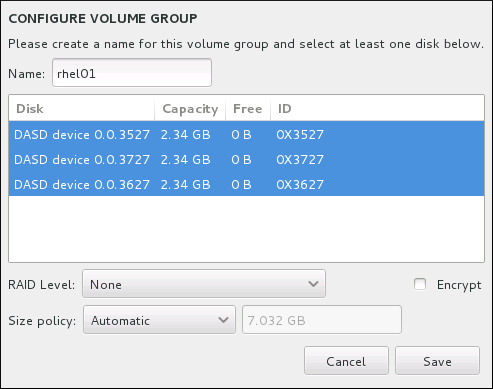 CONFIGURE VOLUME GROUP
Please create a name for this volume group and select at least one disk below.
Name: rhel01
Disk Capacity Free ID
DASD device 0.0.3527 2.34 GB 0 B 0X3527
DASD device 0.0.3727 2.34 GB 0 B 0X3727
DASD device 0.0.3627 2.34 GB 0 B 0X3627
RAID Level: None Encrypt
Size policy: Automatic 7.032 GB
Cancel Save